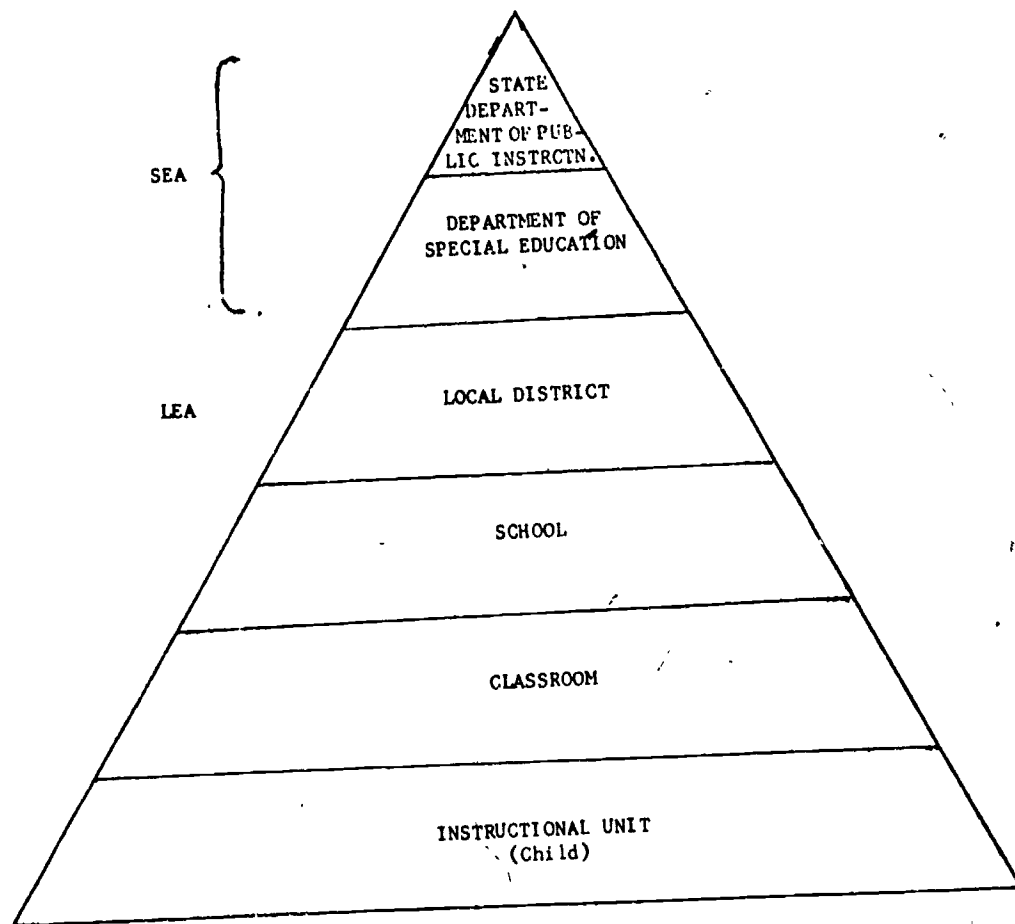 STATE
DEPART-
MENT OF PUB-
LIC INSTRCTN.
SEA
DEPARTMENT OF
SPECIAL EDUCATION
LEA
LOCAL DISTRICT
SCHOOL
CLASSROOM
INSTRUCTIONAL UNIT
(Child)